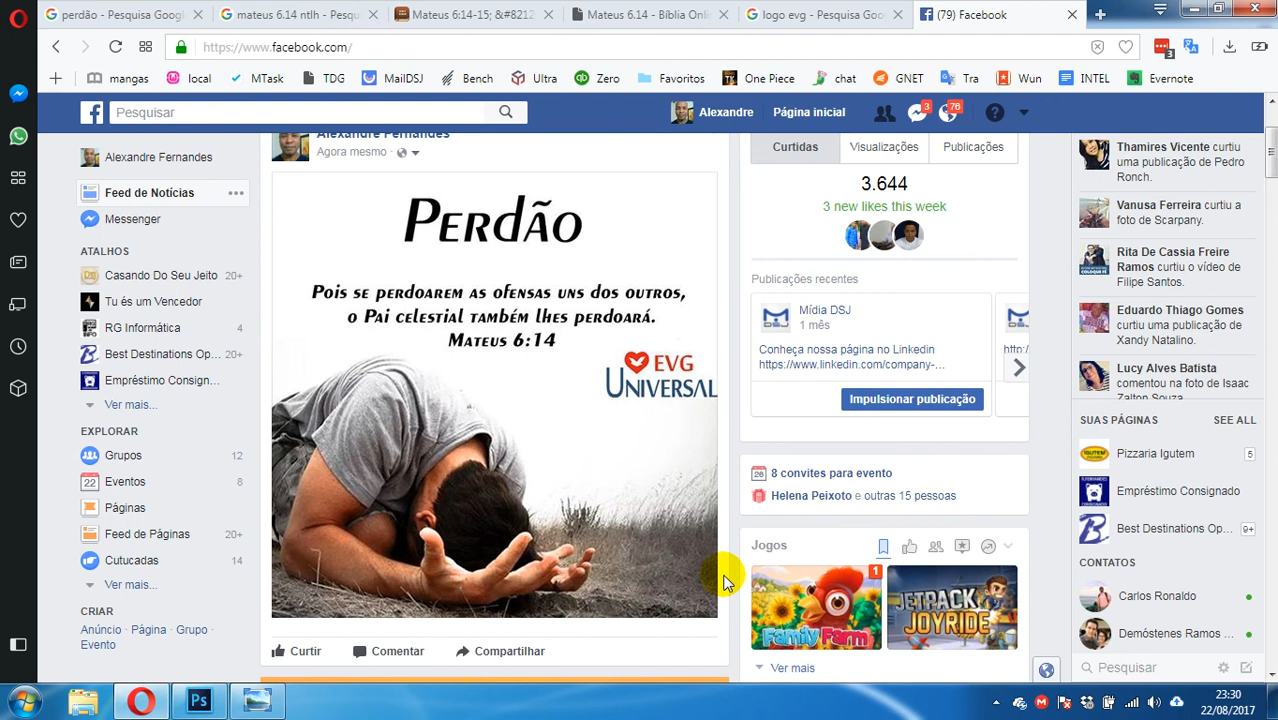 perdão - Pesquisa Googl
mateus 6.14 ntlh - Pesqu
Mateus 6:14-15; &#8212
Mateus 6.14 - Bíblia Onl
logo evg - Pesquisa Goo
(79) Facebook
https://www.facebook.com/
3
mangas
local
MTask
TDG
MailDSJ
Bench
Ultra
Zero
Favoritos
One Piece
chat
GNET
Tra
Wun
INTEL
Evernote
Pesquisar
Alexandre
Página inicial
3
76
Alexandre Fernandes
Feed de Notícias
Messenger
ATALHOS
Casando Do Seu Jeito 20+
Tu és um Vencedor
RG Informática 4
Best Destinations Op... 20+
Empréstimo Consign...
Ver mais...
EXPLORAR
Grupos 12
Eventos 8
Páginas
Feed de Páginas 20+
Cutucadas 14
Ver mais...
CRIAR
Anúncio · Página · Grupo ·
Evento
Alexandre Fernandes
Agora mesmo ·
Perdão
Pois se perdoarem as ofensas uns dos outros,
o Pai celestial também lhes perdoará.
Mateus 6:14
EVG
UNIVERSAL
Curtir
Comentar
Compartilhar
Curtidas
Visualizações
Publicações
3.644
3 new likes this week
Publicações recentes
Mídia DSJ
1 mês
Conheça nossa página no Linkedin
https://www.linkedin.com/company-...
http:/
Impulsionar publicação
8 convites para evento
Helena Peixoto e outras 15 pessoas
Jogos
1
Family Farm
JETPACK
JOYRIDE
Ver mais
Thamires Vicente curtiu
uma publicação de Pedro
Ronch.
Vanusa Ferreira curtiu a
foto de Scarpany.
Rita De Cassia Freire
Ramos curtiu o vídeo de
Filipe Santos.
Eduardo Thiago Gomes
curtiu uma publicação de
Xandy Natalino.
Lucy Alves Batista
comentou na foto de Isaac
Zalton Souza.
SUAS PÁGINAS
SEE ALL
Pizzaria Igutem 5
Empréstimo Consignado
Best Destinations Op... 9+
CONTATOS
Carlos Ronaldo
Demóstenes Ramos ...
Pesquisar
Ps
23:30
22/08/2017